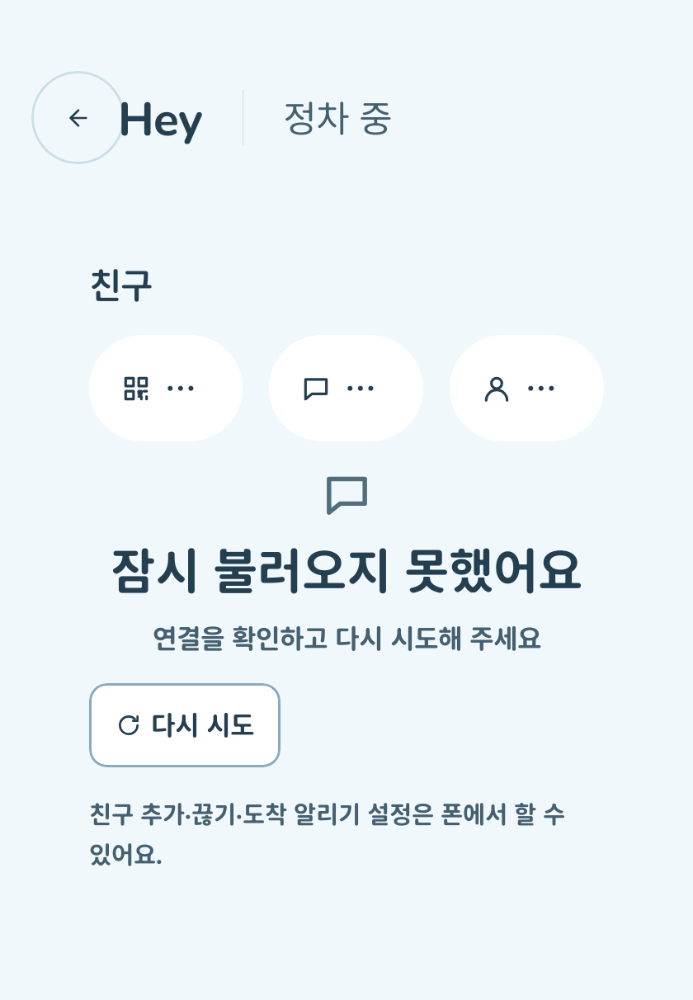 Hey
정차 중
친구
...
...
...
잠시 불러오지 못했어요
연결을 확인하고 다시 시도해 주세요
다시 시도
친구 추가·끊기·도착 알리기 설정은 폰에서 할 수
있어요.